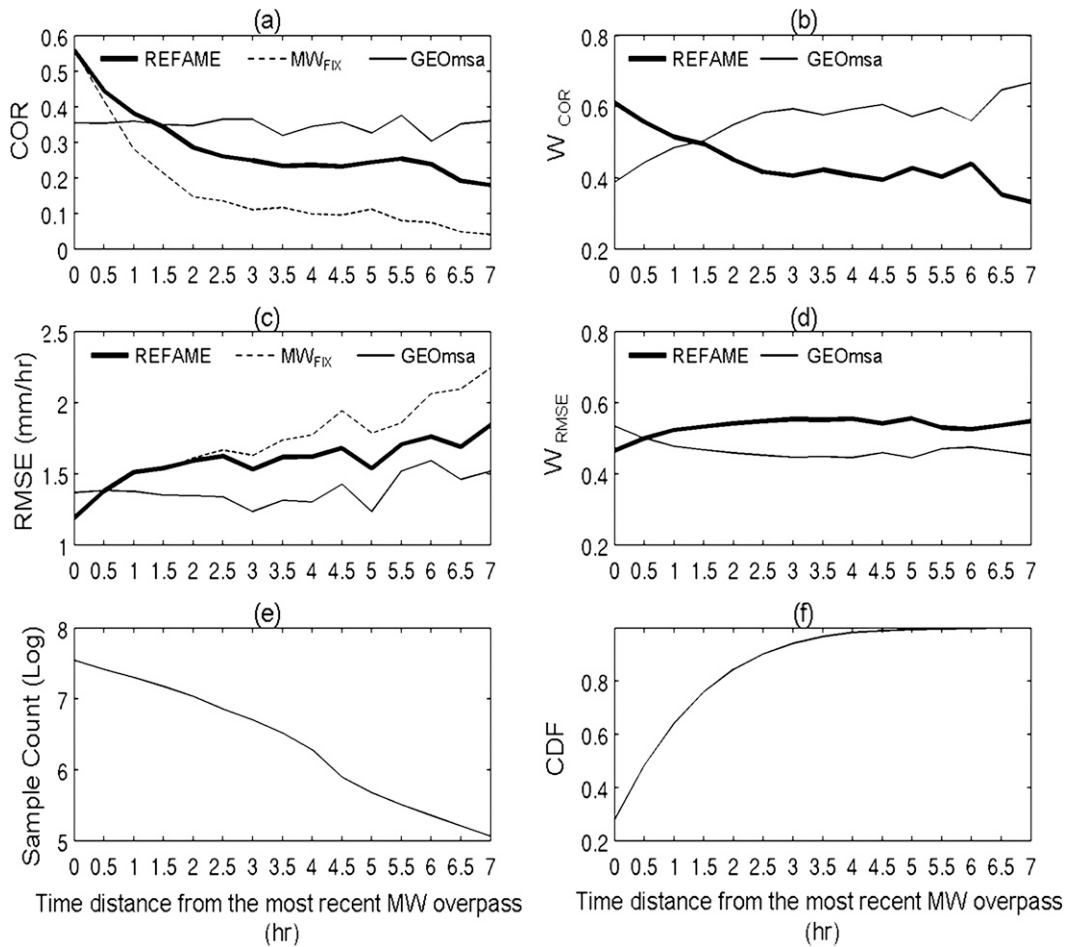 (a)
REFAME MW_FIX GEOmsa
COR
0.6
0.5
0.4
0.3
0.2
0.1
0
0 0.5 1 1.5 2 2.5 3 3.5 4 4.5 5 5.5 6 6.5 7
(b)
REFAME GEOmsa
W COR
0.8
0.6
0.4
0.2
0 0.5 1 1.5 2 2.5 3 3.5 4 4.5 5 5.5 6 6.5 7
(c)
REFAME MW_FIX GEOmsa
RMSE (mm/hr)
2.5
2
1.5
1
0 0.5 1 1.5 2 2.5 3 3.5 4 4.5 5 5.5 6 6.5 7
(d)
REFAME GEOmsa
W RMSE
0.8
0.6
0.4
0.2
0 0.5 1 1.5 2 2.5 3 3.5 4 4.5 5 5.5 6 6.5 7
(e)
Sample Count (Log)
8
7
6
5
0 0.5 1 1.5 2 2.5 3 3.5 4 4.5 5 5.5 6 6.5 7
Time distance from the most recent MW overpass
(hr)
(f)
CDF
0.8
0.6
0.4
0.2
0 0.5 1 1.5 2 2.5 3 3.5 4 4.5 5 5.5 6 6.5 7
Time distance from the most recent MW overpass
(hr)